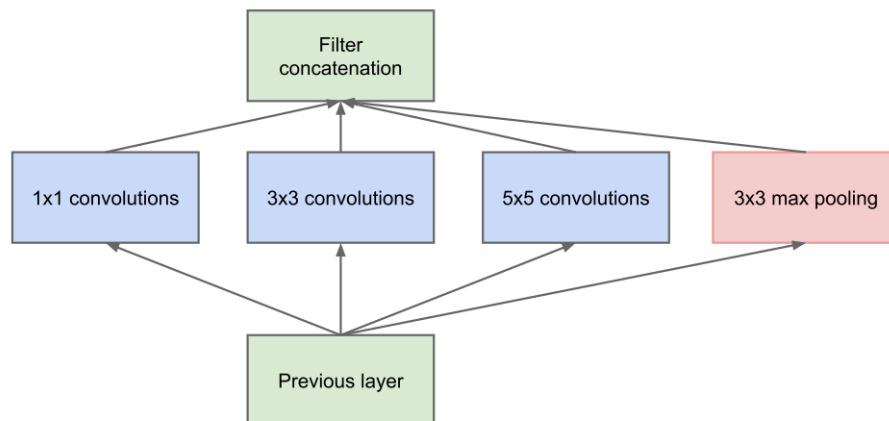 Filter
concatenation
1x1 convolutions
3x3 convolutions
5x5 convolutions
3x3 max pooling
Previous layer